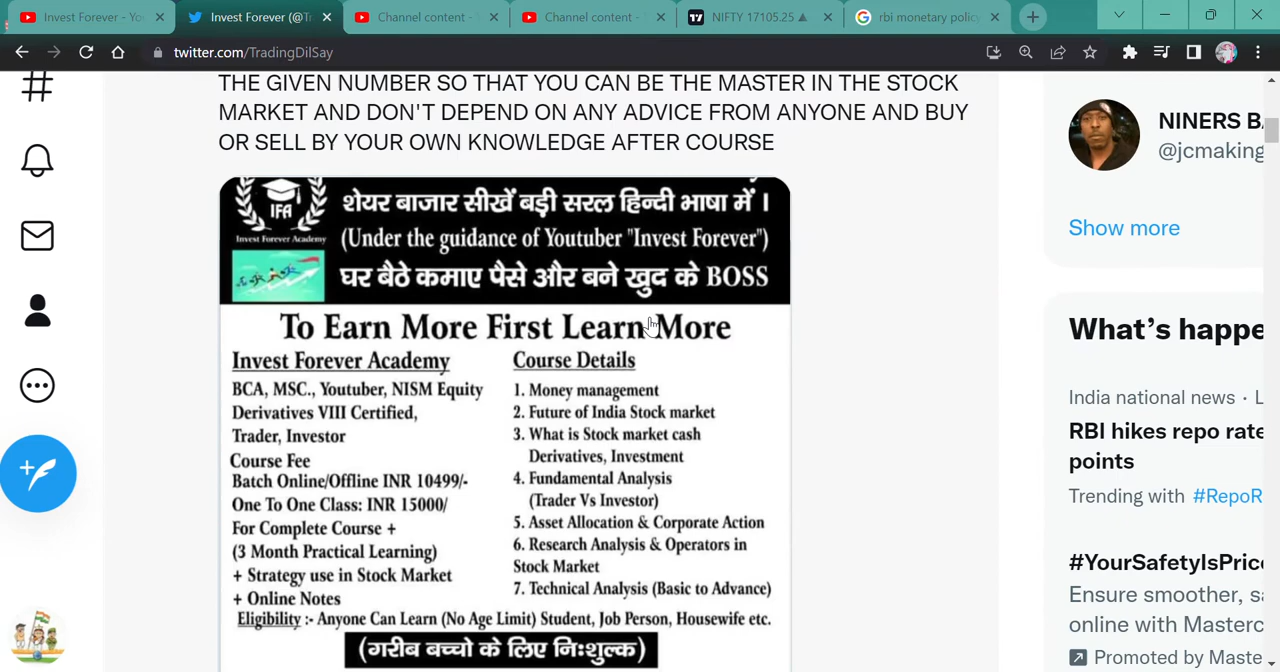 Invest Forever - You
Invest Forever (@Tr
Channel content -
Channel content -
NIFTY 17105.25 ▲
rbi monetary policy
twitter.com/TradingDilSay
THE GIVEN NUMBER SO THAT YOU CAN BE THE MASTER IN THE STOCK
MARKET AND DON'T DEPEND ON ANY ADVICE FROM ANYONE AND BUY
OR SELL BY YOUR OWN KNOWLEDGE AFTER COURSE
IFA
Invest Forever Academy
शेयर बाजार सीखें बड़ी सरल हिन्दी भाषा में ।
(Under the guidance of Youtuber "Invest Forever")
घर बैठे कमाए पैसे और बने खुद के BOSS
To Earn More First Learn More
Invest Forever Academy
BCA, MSC., Youtuber, NISM Equity
Derivatives VIII Certified,
Trader, Investor
Course Fee
Batch Online/Offline INR 10499/-
One To One Class: INR 15000/
For Complete Course +
(3 Month Practical Learning)
+ Strategy use in Stock Market
+ Online Notes
Course Details
1. Money management
2. Future of India Stock market
3. What is Stock market cash
Derivatives, Investment
4. Fundamental Analysis
(Trader Vs Investor)
5. Asset Allocation & Corporate Action
6. Research Analysis & Operators in
Stock Market
7. Technical Analysis (Basic to Advance)
Eligibility :- Anyone Can Learn (No Age Limit) Student, Job Person, Housewife etc.
(गरीब बच्चो के लिए निःशुल्क)
NINERS BA
@jcmaking
Show more
What's happe
India national news · L
RBI hikes repo rate
points
Trending with #RepoR
#YourSafetyIsPrice
Ensure smoother, sa
online with Masterc
Promoted by Maste